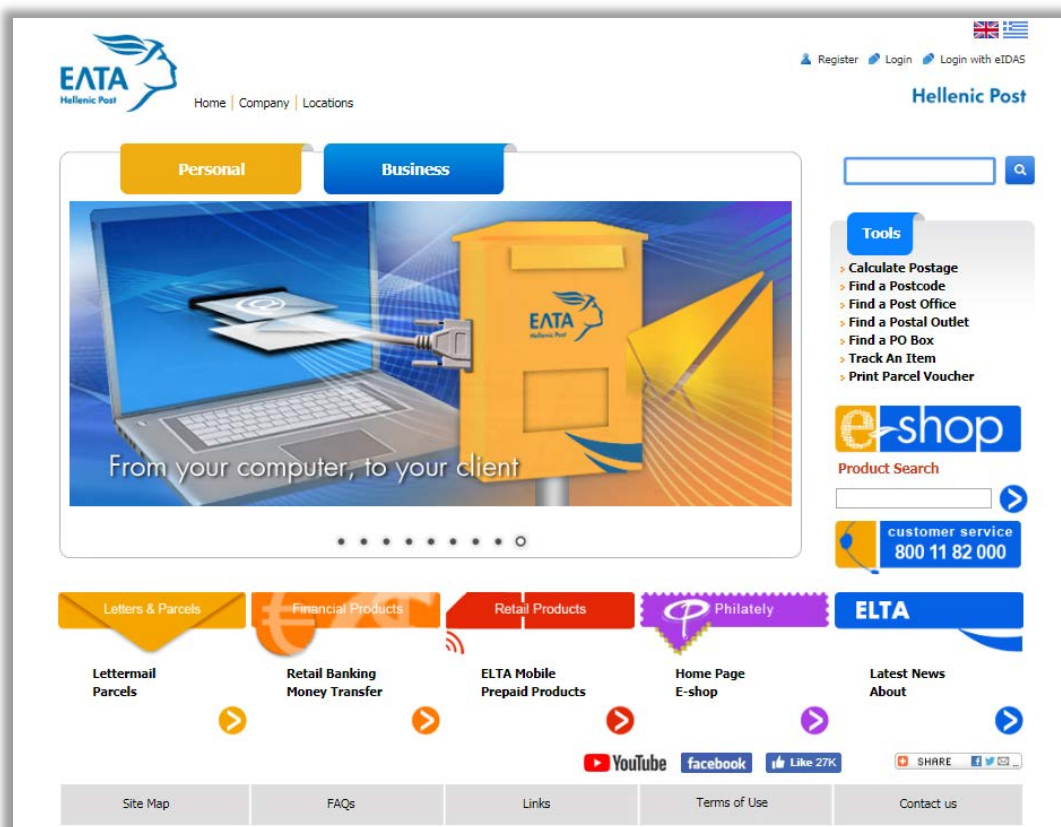 Register Login Login with eIDAS
ΕΛΤΑ
Hellenic Post
Home | Company | Locations
Hellenic Post
Personal
Business
ΕΛΤΑ
Hellenic Post
From your computer, to your client
Tools
Calculate Postage
Find a Postcode
Find a Post Office
Find a Postal Outlet
Find a PO Box
Track An Item
Print Parcel Voucher
e-shop
Product Search
customer service
800 11 82 000
Letters & Parcels
Lettermail
Parcels
Financial Products
Retail Banking
Money Transfer
Retail Products
ELTA Mobile
Prepaid Products
Philately
Home Page
E-shop
ELTA
Latest News
About
YouTube
facebook
Like 27K
SHARE
Site Map
FAQs
Links
Terms of Use
Contact us